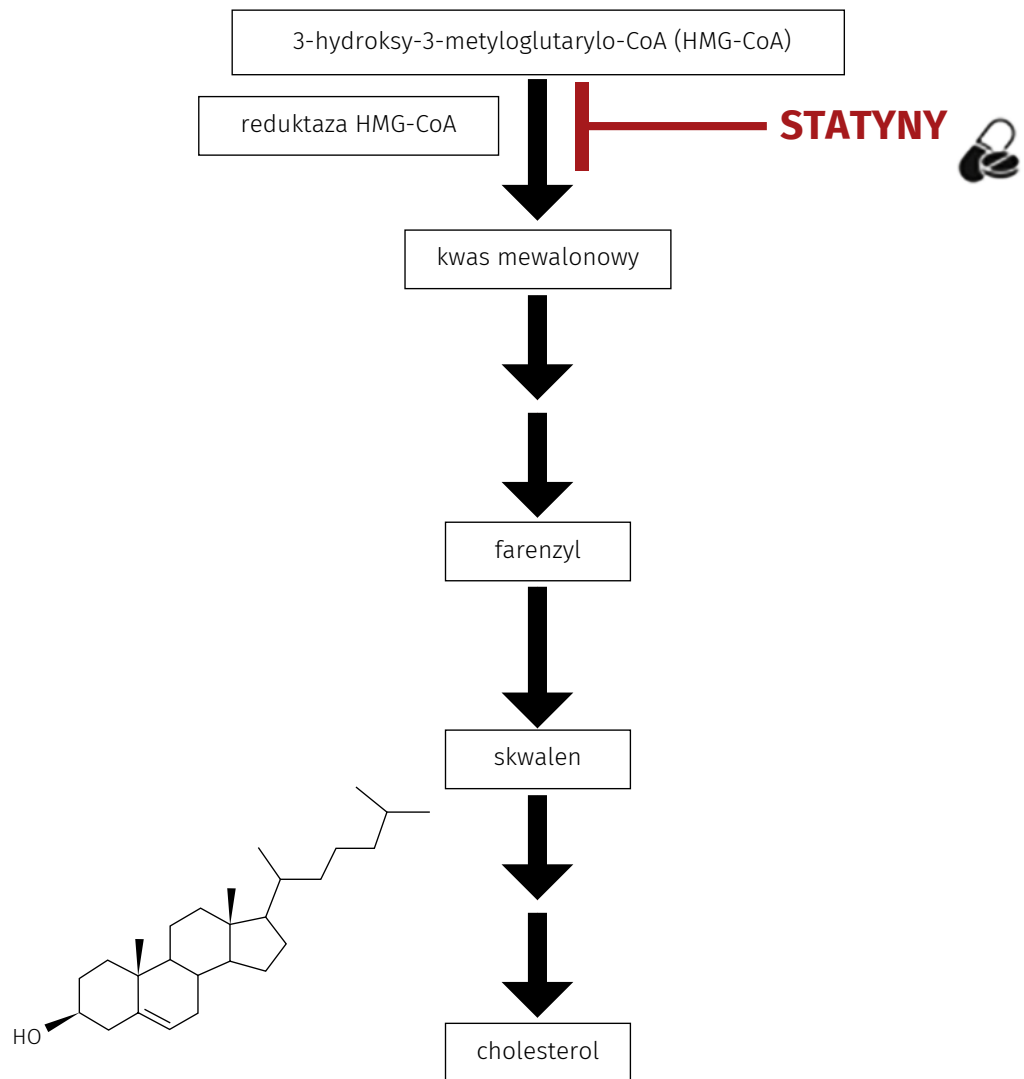 3-hydroksy-3-metyloglutarylo-CoA (HMG-CoA)
reduktaza HMG-CoA
STATYNY
kwas mewalonowy
farenzyl
skwalen
HO
cholesterol